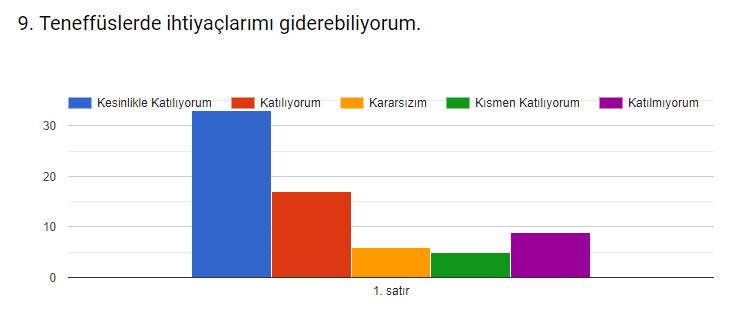 9. Teneffüslerde ihtiyaçlarımı giderebiliyorum.
Kesinlikle Katılıyorum Katılıyorum Kararsızım Kısmen Katılıyorum Katılmıyorum
30
20
10
0
1. satır